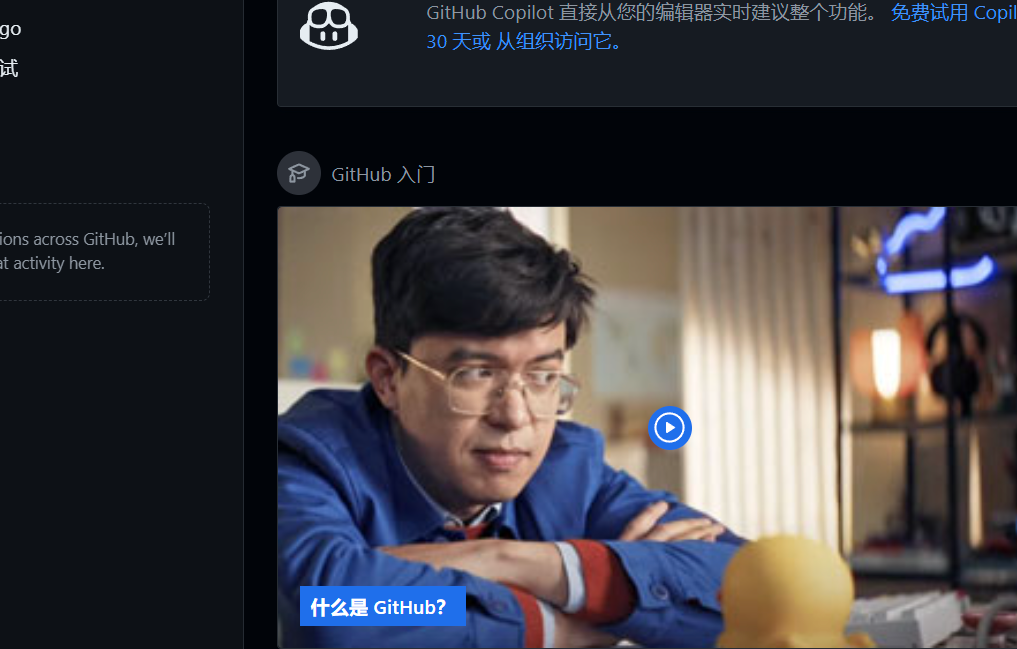 go
试
ions across GitHub, we'll
at activity here.
GitHub Copilot 直接从您的编辑器实时建议整个功能。 免费试用 Copil
30 天或 从组织访问它。
GitHub 入门
什么是 GitHub?